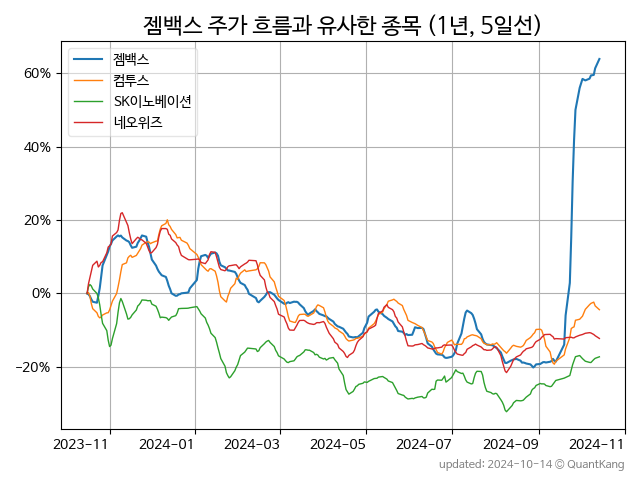 젬백스 주가 흐름과 유사한 종목 (1년, 5일선)
젬백스
컴투스
SK이노베이션
네오위즈
60%
40%
20%
0%
−20%
2023-11 2024-01 2024-03 2024-05 2024-07 2024-09 2024-11
updated: 2024-10-14 © QuantKang